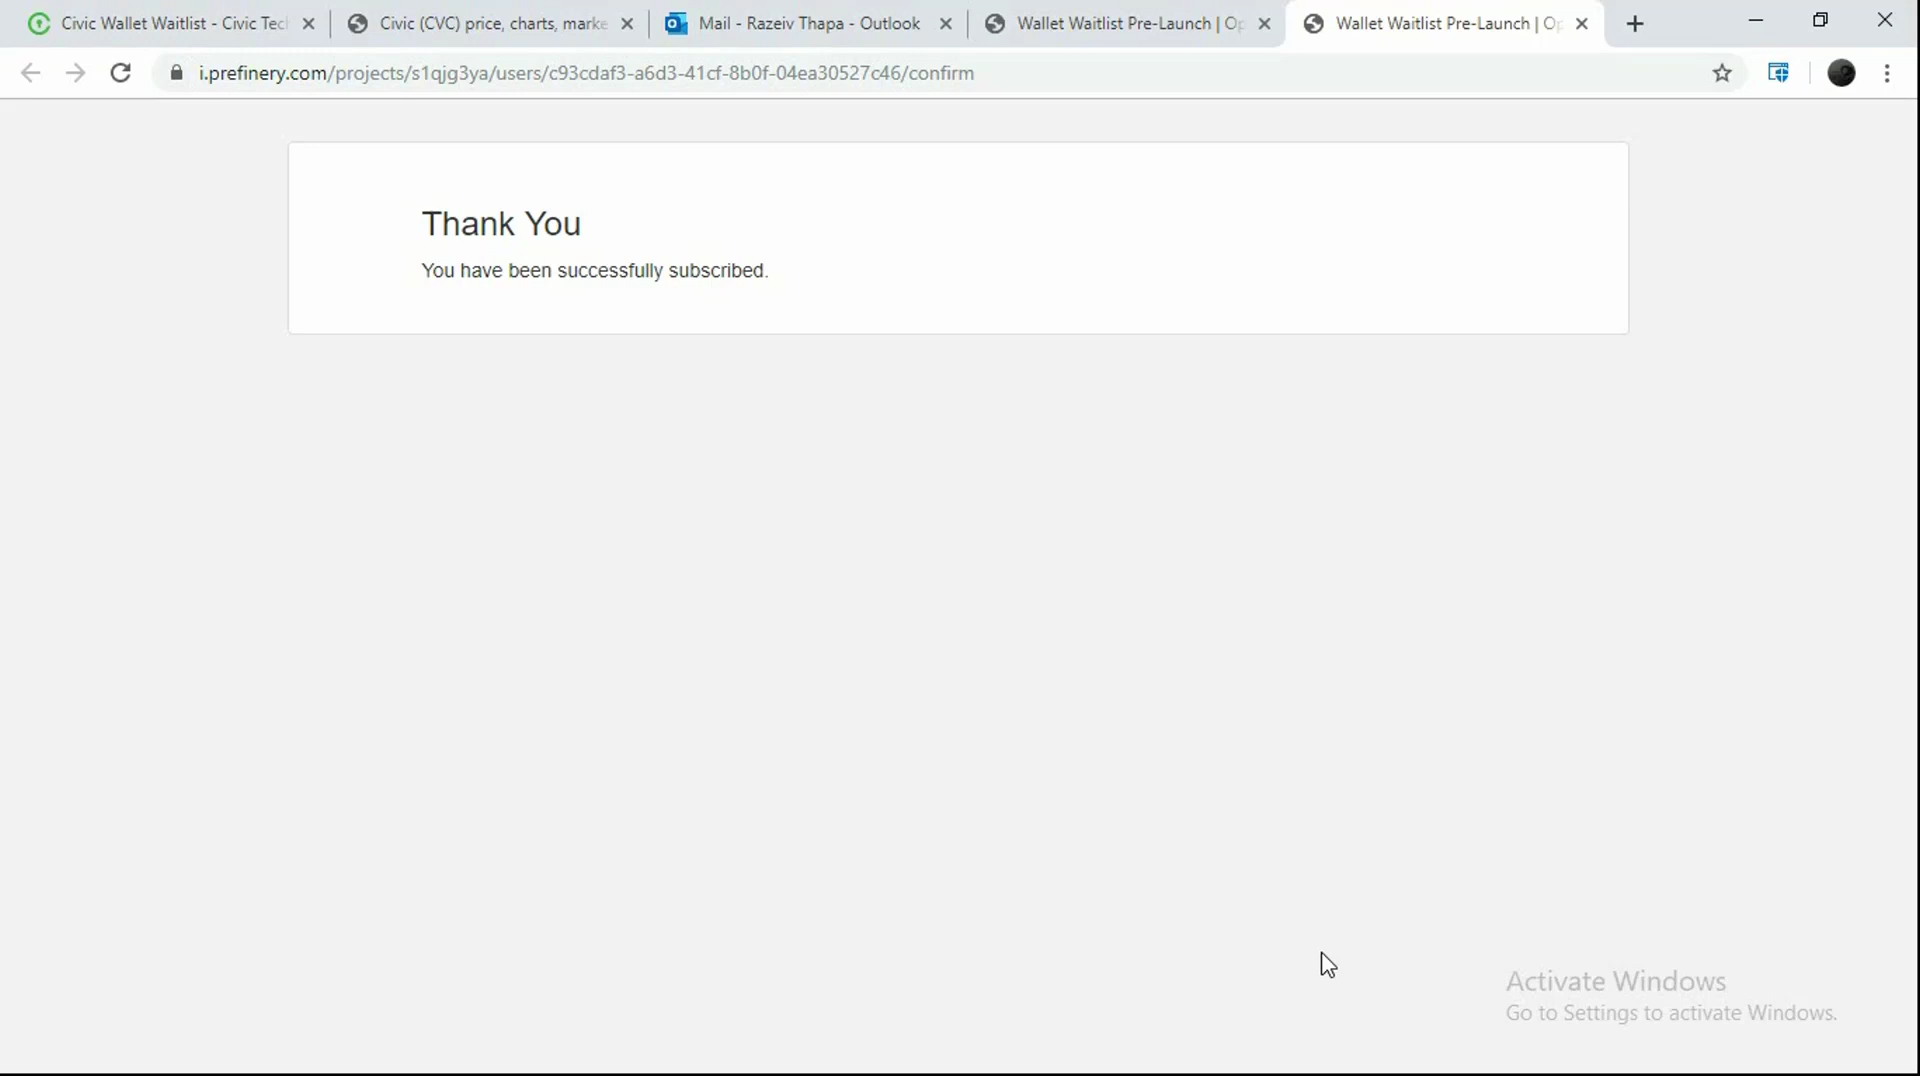 Civic Wallet Waitlist - Civic Tec
Civic (CVC) price, charts, marke
Mail - Razeiv Thapa - Outlook
Wallet Waitlist Pre-Launch | Op
Wallet Waitlist Pre-Launch | Op
i.prefinery.com/projects/s1qjg3ya/users/c93cdaf3-a6d3-41cf-8b0f-04ea30527c46/confirm
Thank You
You have been successfully subscribed.
Activate Windows
Go to Settings to activate Windows.